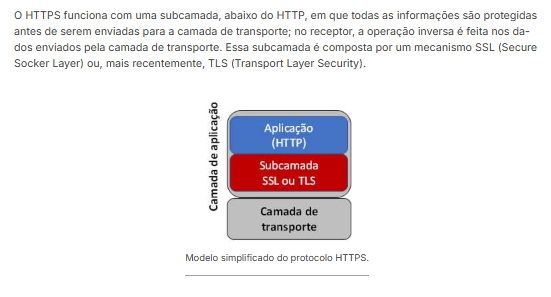 O HTTPS funciona com uma subcamada, abaixo do HTTP, em que todas as informações são protegidas
antes de serem enviadas para a camada de transporte; no receptor, a operação inversa é feita nos da-
dos enviados pela camada de transporte. Essa subcamada é composta por um mecanismo SSL (Secure
Socker Layer) ou, mais recentemente, TLS (Transport Layer Security).
Camada de aplicação
Aplicação
(HTTP)
Subcamada
SSL ou TLS
Camada de
transporte
Modelo simplificado do protocolo HTTPS.